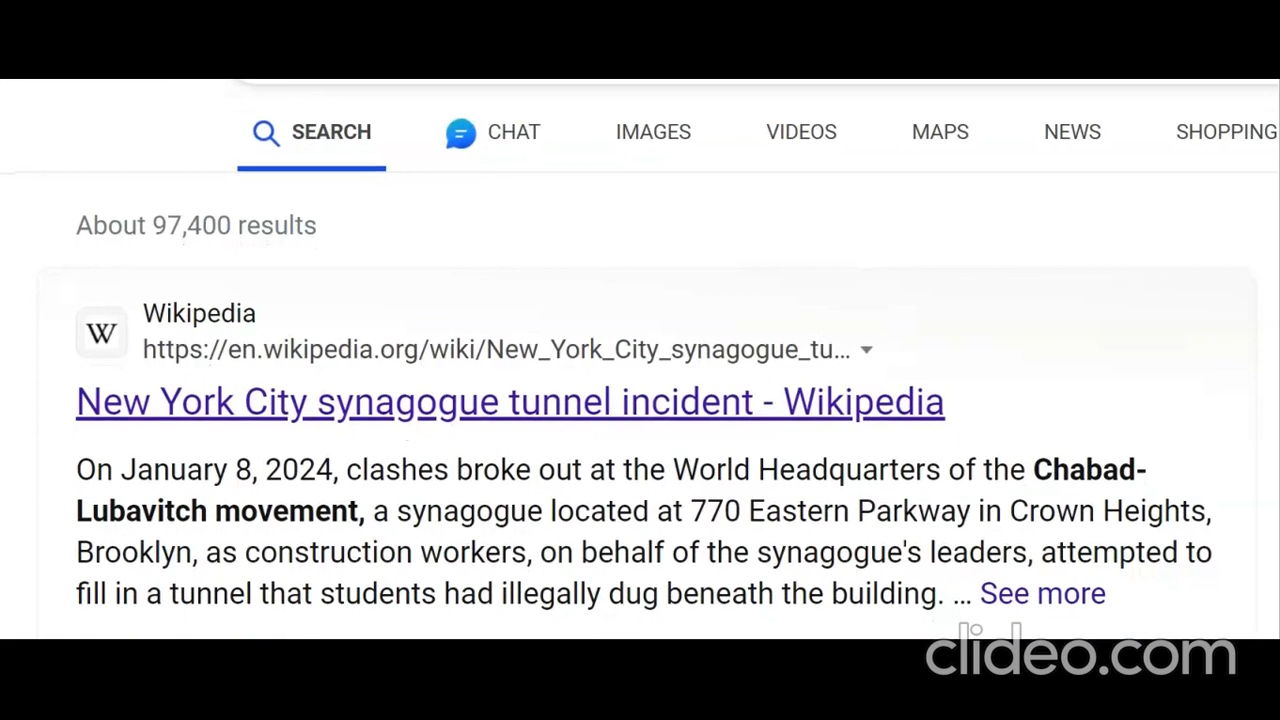 SEARCH CHAT IMAGES VIDEOS MAPS NEWS SHOPPING
About 97,400 results
W
Wikipedia
https://en.wikipedia.org/wiki/New_York_City_synagogue_tu...
New York City synagogue tunnel incident - Wikipedia
On January 8, 2024, clashes broke out at the World Headquarters of the Chabad-
Lubavitch movement, a synagogue located at 770 Eastern Parkway in Crown Heights,
Brooklyn, as construction workers, on behalf of the synagogue's leaders, attempted to
fill in a tunnel that students had illegally dug beneath the building. ... See more
clideo.com